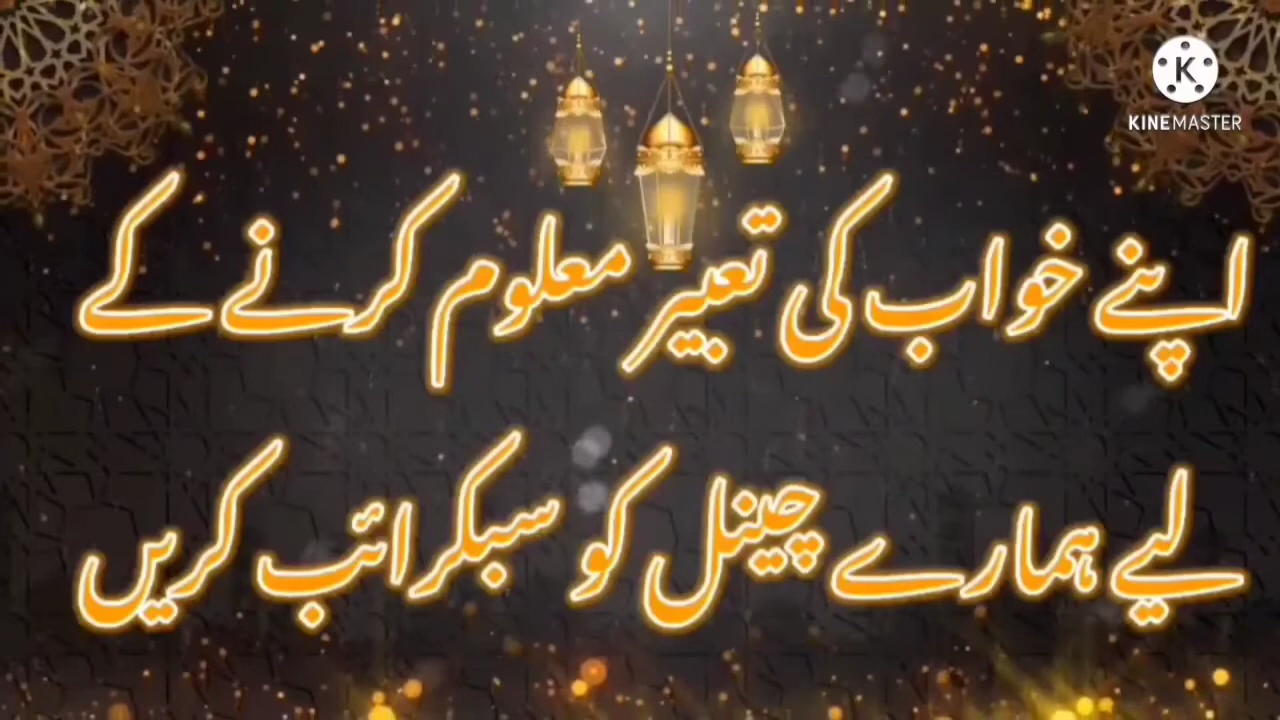 KINEMASTER
اپنے خواب کی تعبیر معلوم کرنے کے
لیے ہمارے چینل کو سبکرائب کریں